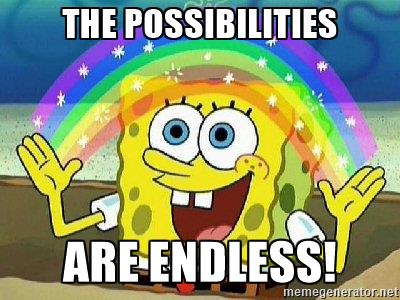 THE POSSIBILITIES
ARE ENDLESS!
memegenerator.net